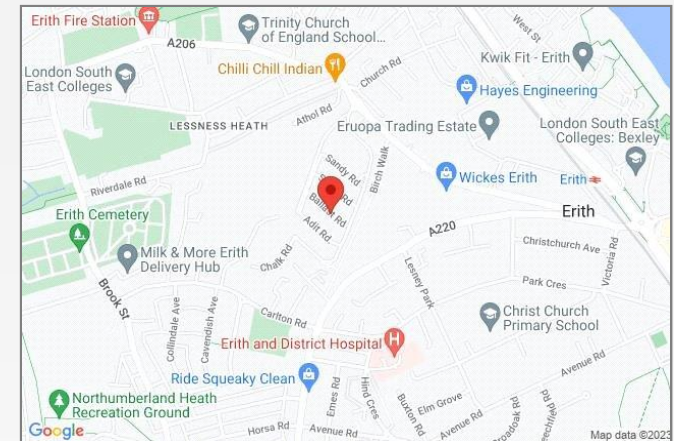 Erith Fire Station
Trinity Church
of England School...
West St
A206
Kwik Fit - Erith
London South
East Colleges
Chilli Chill Indian
Church Rd
Hayes Engineering
Athol Rd
LESSNESS HEATH
Eruopa Trading Estate
London South East
Colleges: Bexley
Sandy Rd
Birch Walk
Rd
Ballast Rd
Wickes Erith
Erith
Riverdale Rd
Erith Cemetery
Adit Rd
Erith
A220
Milk & More Erith
Delivery Hub
Chalk Rd
Christchurch Ave
Victoria Rd
Lesney Park
Park Cres
Brook St
Collindale Ave
Cavendish Ave
Carlton Rd
Christ Church
Primary School
Erith and District Hospital
Avenue Rd
Ride Squeaky Clean
Hind Cres
Emes Rd
Elm Grove
Northumberland Heath
Recreation Ground
Buxton Rd
Avenue Rd
Horsa Rd
Avenue Rd
Google
Map data ©2023